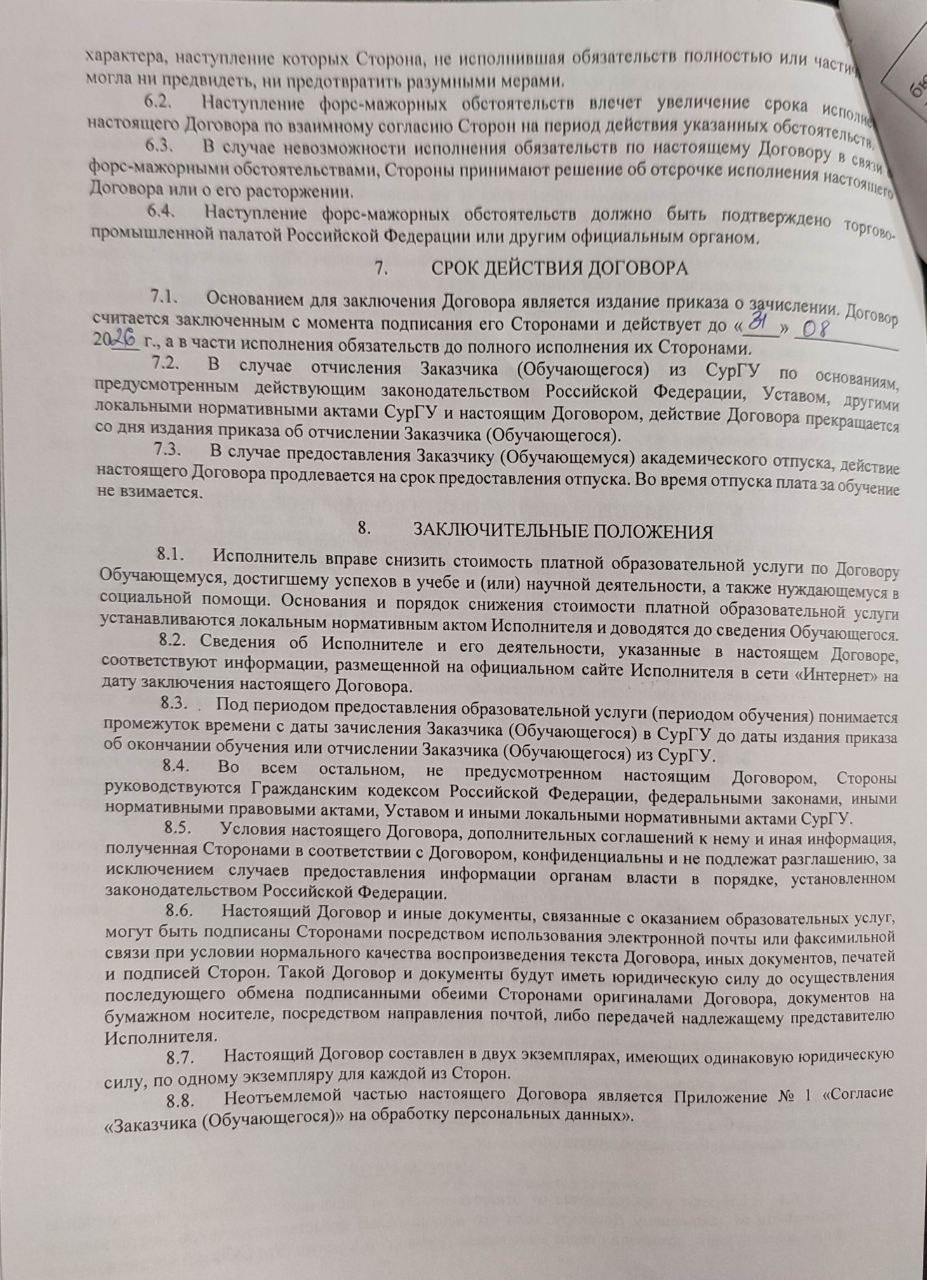 характера, наступление которых Сторона, не исполнившая обязательств полностью или
могла ни предвидеть, ни предотвратить разумными мерами.
6.2. Наступление форс-мажорных обстоятельств влечет увеличение срока
настоящего Договора по взаимному согласию Сторон на период действия указанных обстоятельств.
6.3. В случае невозможности исполнения обязательств по настоящему Договору в связи
форс-мажорными обстоятельствами, Стороны принимают решение об отсрочке исполнения настоящего
Договора или о его расторжении.
6.4. Наступление форс-мажорных обстоятельств должно быть подтверждено торгово-
промышленной палатой Российской Федерации или другим официальным органом.
7. СРОК ДЕЙСТВИЯ ДОГОВОРА
7.1. Основанием для заключения Договора является издание приказа о зачислении. Договор
считается заключенным с момента подписания его Сторонами и действует до «31» 08
2026 г., а в части исполнения обязательств до полного исполнения их Сторонами.
7.2. В случае отчисления Заказчика (Обучающегося) из СурГУ по основаниям,
предусмотренным действующим законодательством Российской Федерации, Уставом, другими
локальными нормативными актами СурГУ и настоящим Договором, действие Договора прекращается
со дня издания приказа об отчислении Заказчика (Обучающегося).
7.3. В случае предоставления Заказчику (Обучающемуся) академического отпуска, действие
настоящего Договора продлевается на срок предоставления отпуска. Во время отпуска плата за обучение
не взимается.
8. ЗАКЛЮЧИТЕЛЬНЫЕ ПОЛОЖЕНИЯ
8.1. Исполнитель вправе снизить стоимость платной образовательной услуги по Договору
Обучающемуся, достигшему успехов в учебе и (или) научной деятельности, а также нуждающемуся в
социальной помощи. Основания и порядок снижения стоимости платной образовательной услуги
устанавливаются локальным нормативным актом Исполнителя и доводятся до сведения Обучающегося.
8.2. Сведения об Исполнителе и его деятельности, указанные в настоящем Договоре,
соответствуют информации, размещенной на официальном сайте Исполнителя в сети «Интернет» на
дату заключения настоящего Договора.
8.3. Под периодом предоставления образовательной услуги (периодом обучения) понимается
промежуток времени с даты зачисления Заказчика (Обучающегося) в СурГУ до даты издания приказа
об окончании обучения или отчислении Заказчика (Обучающегося) из СурГУ.
8.4. Во всем остальном, не предусмотренном настоящим Договором, Стороны
руководствуются Гражданским кодексом Российской Федерации, федеральными законами, иными
нормативными правовыми актами, Уставом и иными локальными нормативными актами СурГУ.
8.5. Условия настоящего Договора, дополнительных соглашений к нему и иная информация,
полученная Сторонами в соответствии с Договором, конфиденциальны и не подлежат разглашению, за
исключением случаев предоставления информации органам власти в порядке, установленном
законодательством Российской Федерации.
8.6. Настоящий Договор и иные документы, связанные с оказанием образовательных услуг,
могут быть подписаны Сторонами посредством использования электронной почты или факсимильной
связи при условии нормального качества воспроизведения текста Договора, иных документов, печатей
и подписей Сторон. Такой Договор и документы будут иметь юридическую силу до осуществления
последующего обмена подписанными обеими Сторонами оригиналами Договора, документов на
бумажном носителе, посредством направления почтой, либо передачей надлежащему представителю
Исполнителя.
8.7. Настоящий Договор составлен в двух экземплярах, имеющих одинаковую юридическую
силу, по одному экземпляру для каждой из Сторон.
8.8. Неотъемлемой частью настоящего Договора является Приложение № 1 «Согласие
«Заказчика (Обучающегося)» на обработку персональных данных».